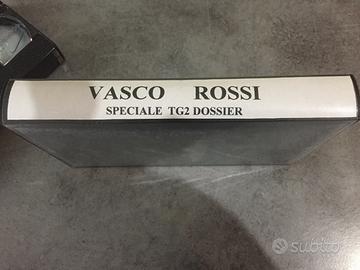 VASCO ROSSI
SPECIALE TG2 DOSSIER
subito